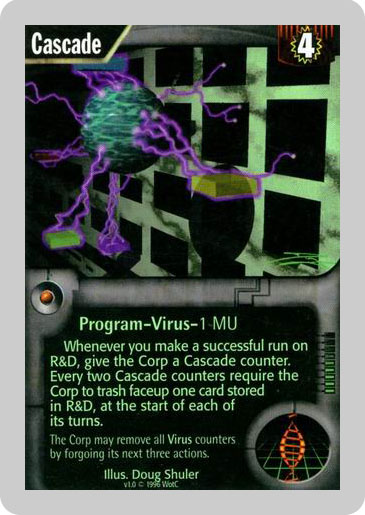 Cascade
4
Program-Virus-1 MU
Whenever you make a successful run on
R&D, give the Corp a Cascade counter.
Every two Cascade counters require the
Corp to trash faceup one card stored
in R&D, at the start of each of
its turns.
The Corp may remove all Virus counters
by forgoing its next three actions.
Illus. Doug Shuler
v1.0 © 1996 WotC